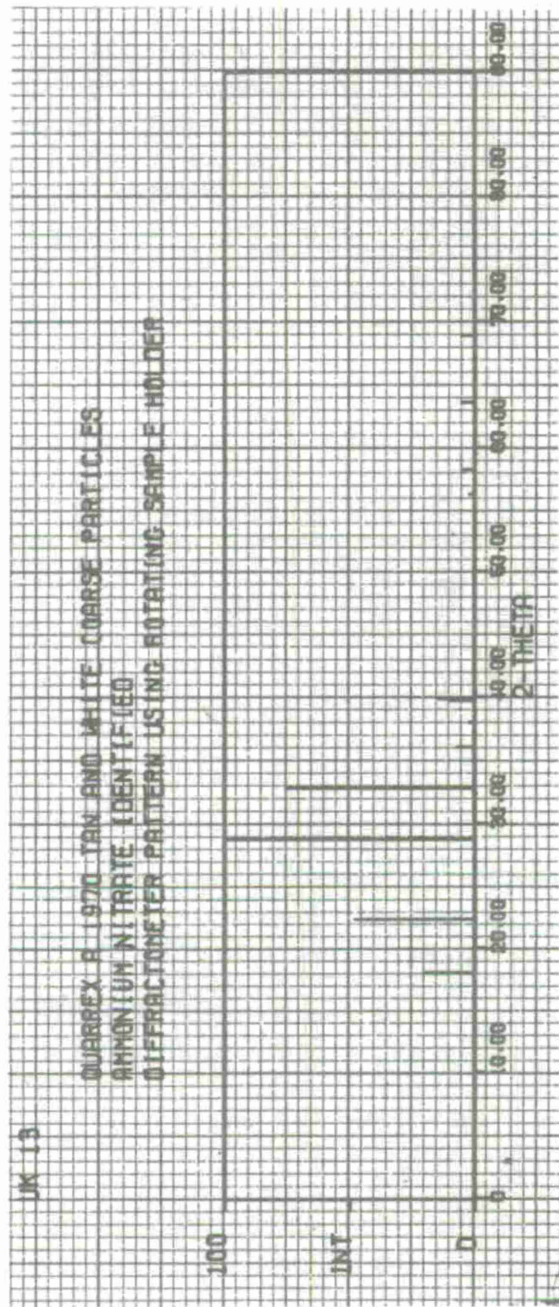 JK 13
QUARREX A 1970 TAN AND WHITE COARSE PARTICLES
AMMONIUM NITRATE IDENTIFIED
DIFFRACTOMETER PATTERN USING ROTATING SAMPLE HOLDER
100
INT
0
0 10.00 20.00 30.00 40.00 50.00 60.00 70.00 80.00 90.00
2-THETA